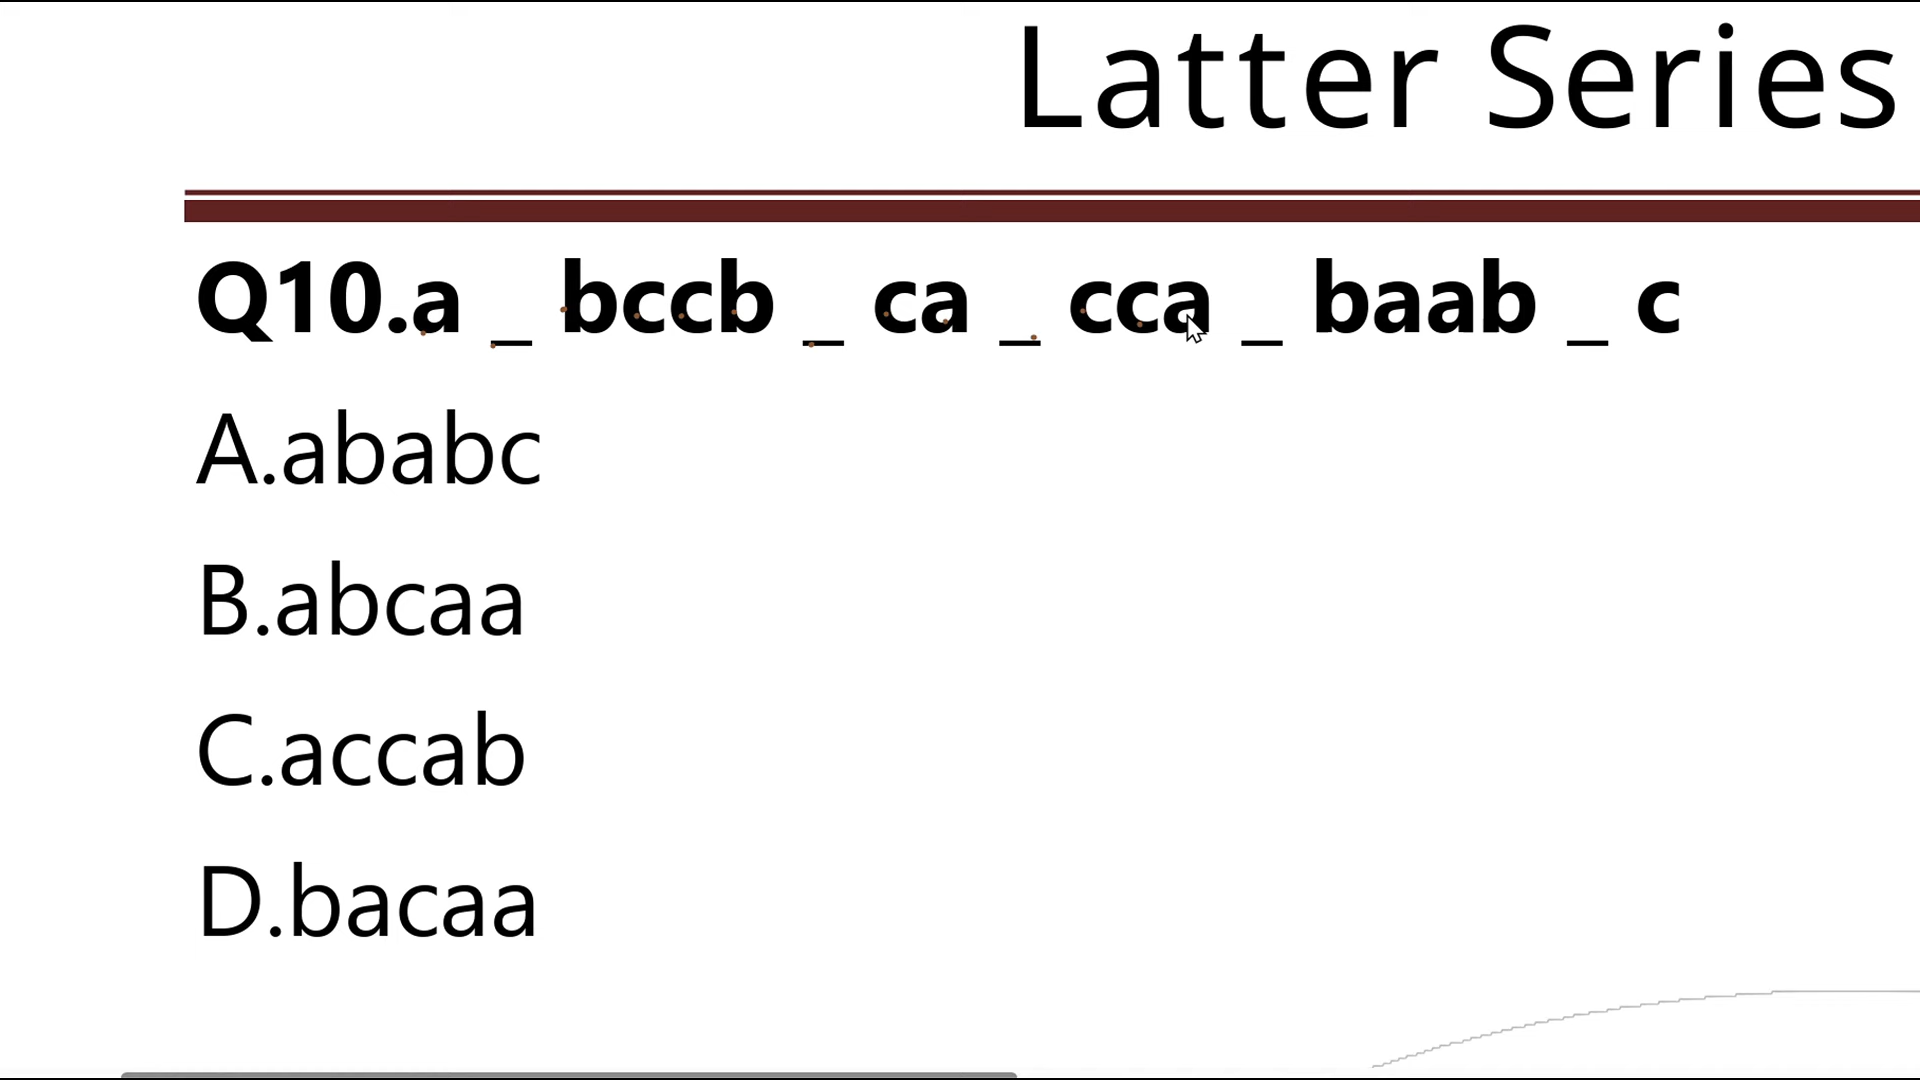 Latter Series
Q10.a _ bccb _ ca _ cca _ baab _ c
A.ababc
B.abcaa
C.accab
D.bacaa